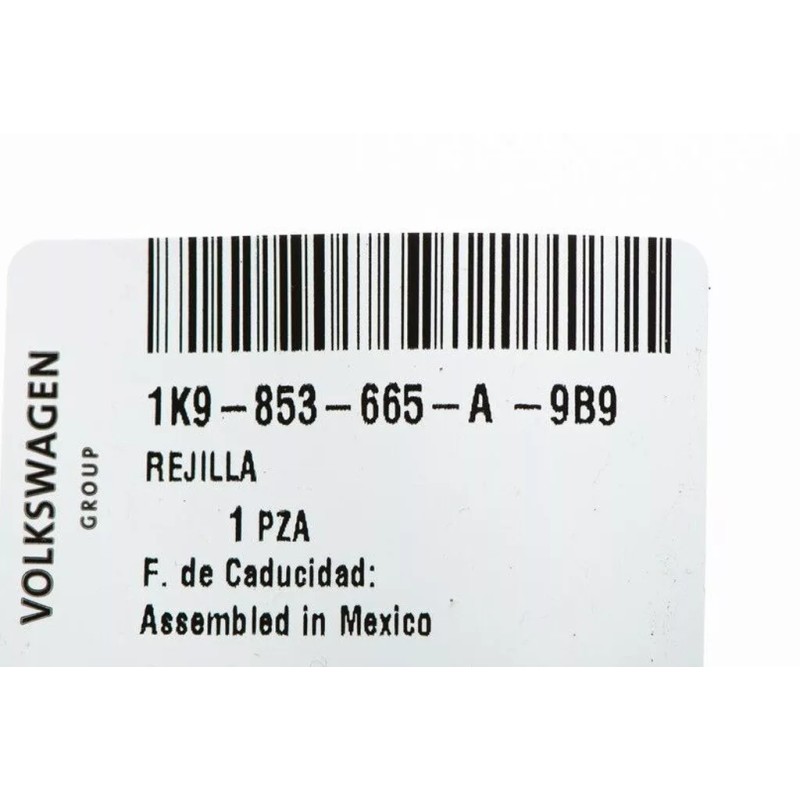 VOLKSWAGEN
GROUP
1K9-853-665-A -9B9
REJILLA
1 PZA
F. de Caducidad:
Assembled in Mexico